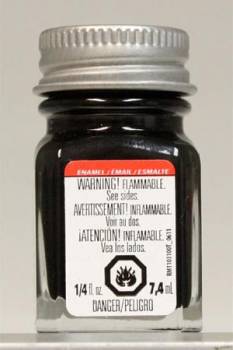 ENAMEL / EMAIL / ESMALTE
WARNING! FLAMMABLE.
See sides.
AVERTISSEMENT! INFLAMMABLE.
Voir au dos.
¡ATENCIÓN! INFLAMABLE.
Vea los lados.
1/4 fl. oz. 7,4 mL
DANGER/PELIGRO